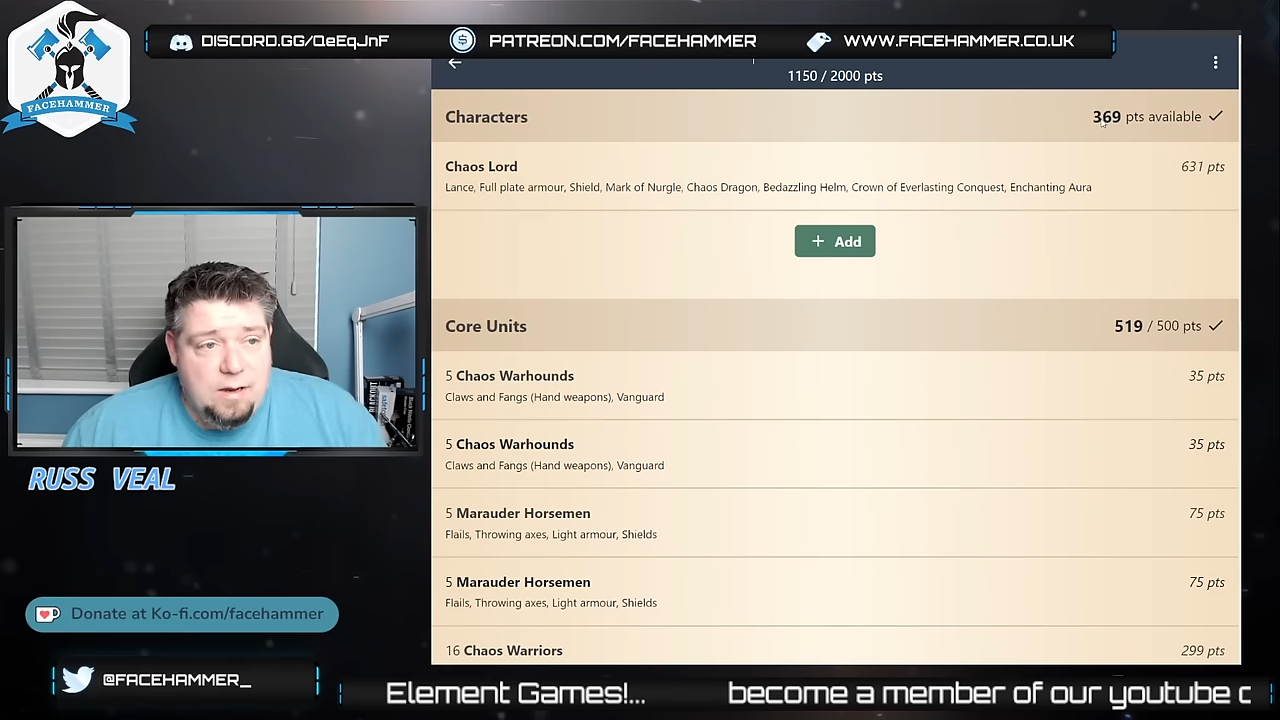 DISCORD.GG/QeEqJnF
PATREON.COM/FACEHAMMER
WWW.FACEHAMMER.CO.UK
FACEHAMMER
1150 / 2000 pts
Characters
369 pts available
Chaos Lord
631 pts
Lance, Full plate armour, Shield, Mark of Nurgle, Chaos Dragon, Bedazzling Helm, Crown of Everlasting Conquest, Enchanting Aura
+ Add
Core Units
519 / 500 pts
5 Chaos Warhounds
35 pts
Claws and Fangs (Hand weapons), Vanguard
5 Chaos Warhounds
35 pts
Claws and Fangs (Hand weapons), Vanguard
5 Marauder Horsemen
75 pts
Flails, Throwing axes, Light armour, Shields
5 Marauder Horsemen
75 pts
Flails, Throwing axes, Light armour, Shields
16 Chaos Warriors
299 pts
RUSS VEAL
Donate at Ko-fi.com/facehammer
@FACEHAMMER_
Element Games!... become a member of our youtube c